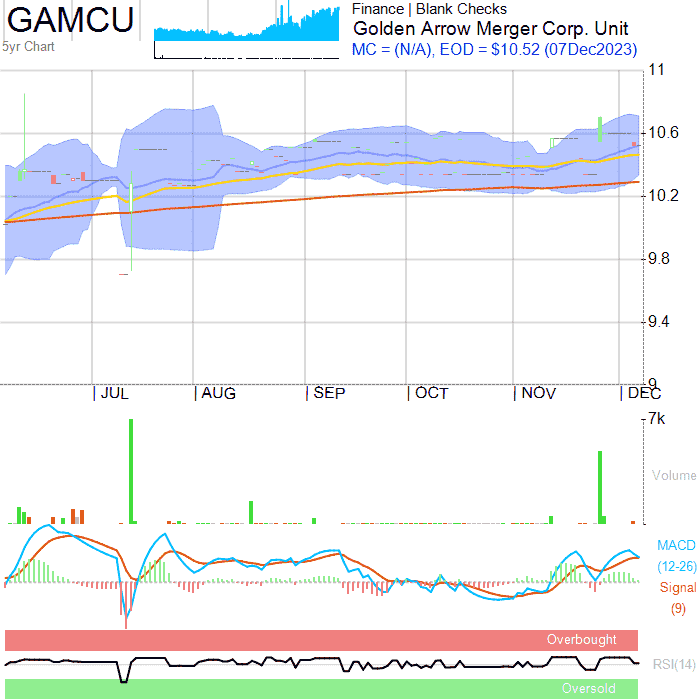 GAMCU
5yr Chart
Finance | Blank Checks
Golden Arrow Merger Corp. Unit
MC = (N/A), EOD = $10.52 (07Dec2023)
11
10.6
10.2
9.8
9.4
9
JUL AUG SEP OCT NOV DEC
7k
Volume
MACD
(12-26)
Signal
(9)
Overbought
RSI(14)
Oversold